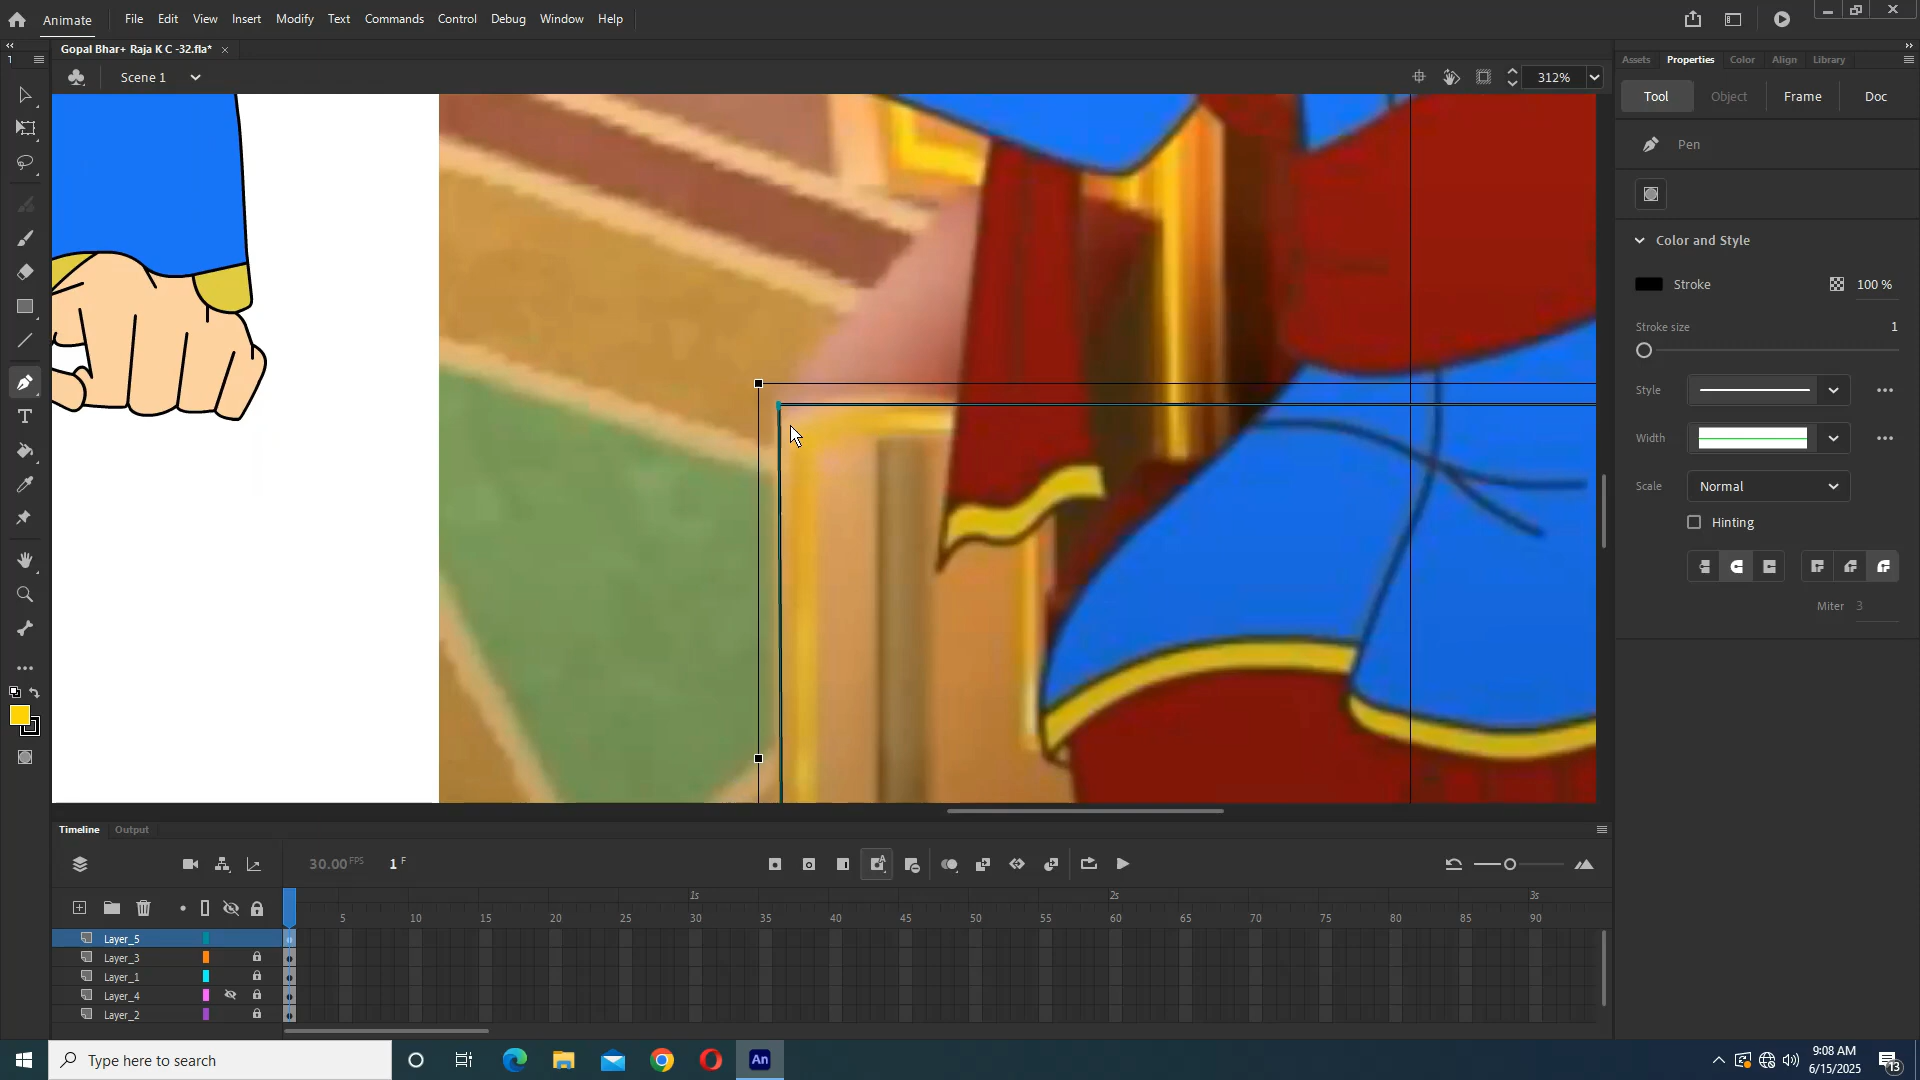 Animate
File
Edit
View
Insert
Modify
Text
Commands
Control
Debug
Window
Help
Gopal Bhar+ Raja K C -32.fla*
Scene 1
312%
Assets
Properties
Color
Align
Library
Tool
Object
Frame
Doc
Pen
Color and Style
Stroke
100 %
Stroke size
1
Style
Width
Scale
Normal
Hinting
Miter
3
Timeline
Output
30.00 FPS
1 F
1s
2s
3s
5
10
15
20
25
30
35
40
45
50
55
60
65
70
75
80
85
90
Layer_5
Layer_3
Layer_1
Layer_4
Layer_2
Type here to search
An
9:08 AM
6/15/2025
13